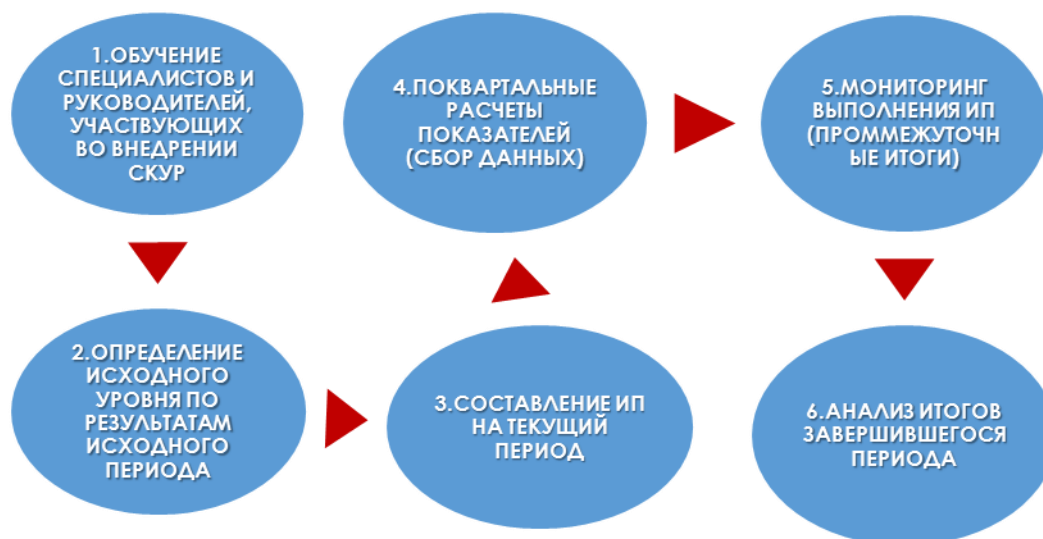 1.ОБУЧЕНИЕ
СПЕЦИАЛИСТОВ И
РУКОВОДИТЕЛЕЙ,
УЧАСТВУЮЩИХ
ВО ВНЕДРЕНИИ
СКУР
2.ОПРЕДЕЛЕНИЕ
ИСХОДНОГО
УРОВНЯ ПО
РЕЗУЛЬТАТАМ
ИСХОДНОГО
ПЕРИОДА
3.СОСТАВЛЕНИЕ ИП
НА ТЕКУЩИЙ
ПЕРИОД
4.ПОКВАРТАЛЬНЫЕ
РАСЧЕТЫ
ПОКАЗАТЕЛЕЙ
(СБОР ДАННЫХ)
5.МОНИТОРИНГ
ВЫПОЛНЕНИЯ ИП
(ПРОММЕЖУТОЧН
ЫЕ ИТОГИ)
6.АНАЛИЗ ИТОГОВ
ЗАВЕРШИВШЕГОСЯ
ПЕРИОДА